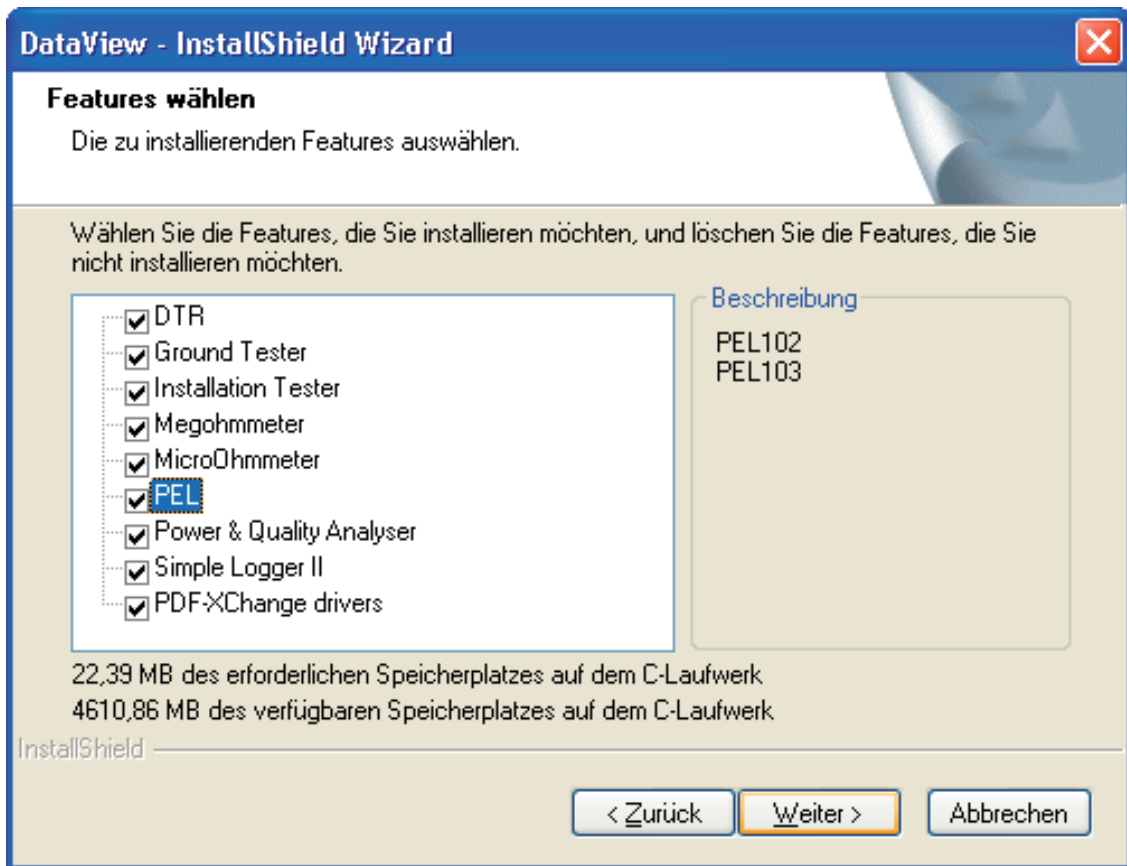 DataView - InstallShield Wizard
Features wählen
Die zu installierenden Features auswählen.
Wählen Sie die Features, die Sie installieren möchten, und löschen Sie die Features, die Sie
nicht installieren möchten.
DTR
Ground Tester
Installation Tester
Megohmmeter
MicroOhmmeter
PEL
Power & Quality Analyser
Simple Logger II
PDF-XChange drivers
Beschreibung
PEL102
PEL103
22,39 MB des erforderlichen Speicherplatzes auf dem C-Laufwerk
4610,86 MB des verfügbaren Speicherplatzes auf dem C-Laufwerk
InstallShield
< Zurück
Weiter >
Abbrechen